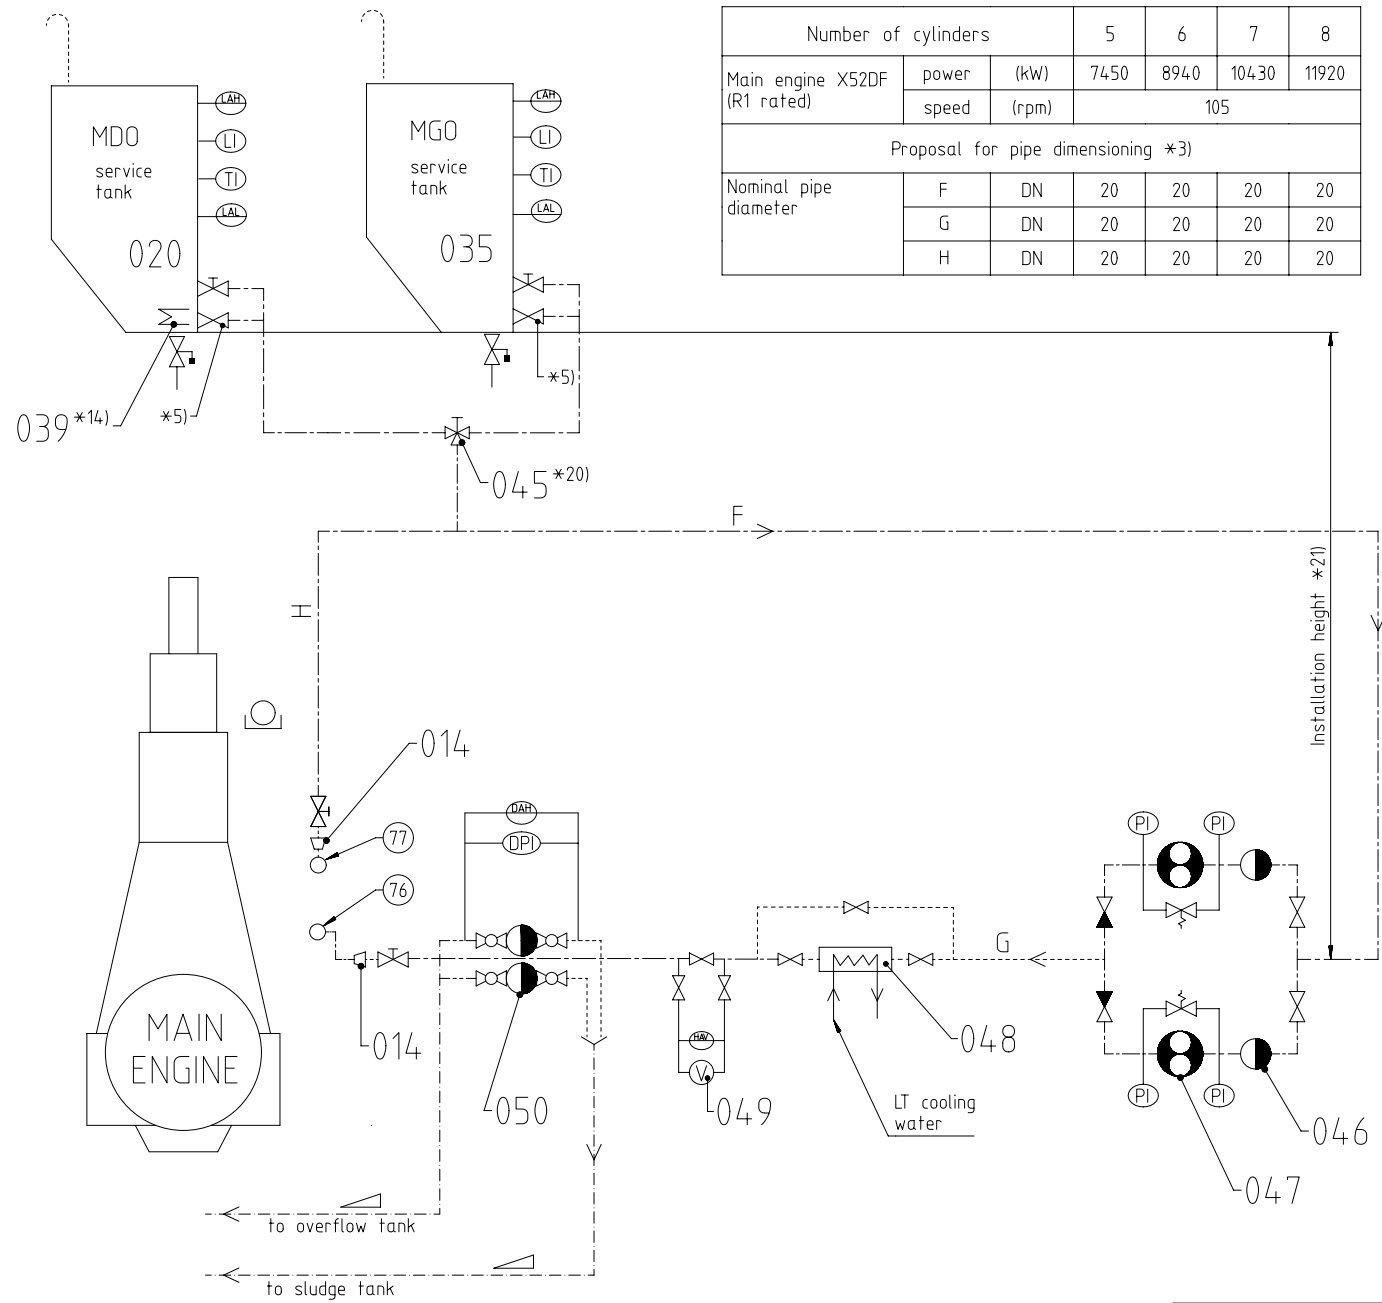 Number of cylinders 5 6 7 8
Main engine X52DF (R1 rated) power (kW) 7450 8940 10430 11920
speed (rpm) 105
Proposal for pipe dimensioning *3)
Nominal pipe diameter F DN 20 20 20 20
G DN 20 20 20 20
H DN 20 20 20 20
MDO
service
tank
020
LAH
LI
TI
LAL
MGO
service
tank
035
LAH
LI
TI
LAL
039 *14)
*5)
*5)
045 *20)
F
H
Installation height *21)
014
77
76
014
DAH
DPI
050
HAV
V
049
G
048
LT cooling
water
PI
PI
PI
PI
046
047
MAIN
ENGINE
to overflow tank
to sludge tank